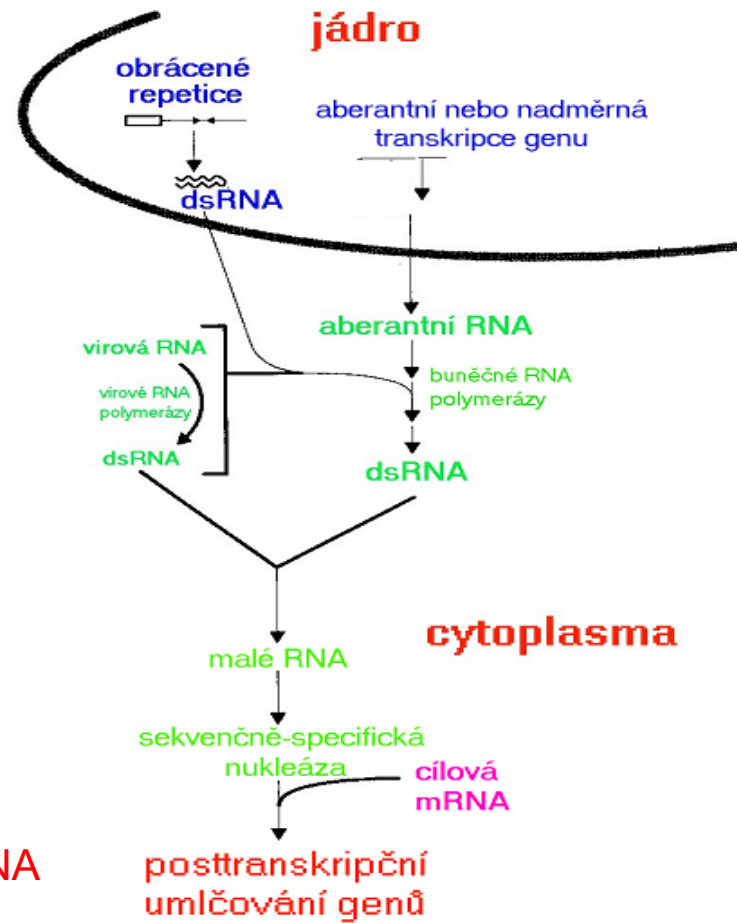 jádro
obrácené
repetice
aberantní nebo nadměrná
transkripce genu
dsRNA
aberantní RNA
virová RNA
buněčné RNA
polymerázy
virové RNA
polymerázy
dsRNA
dsRNA
cytoplasma
malé RNA
sekvenčně-specifická
nukleáza
cílová
mRNA
NA
posttranskripční
umlčování genů